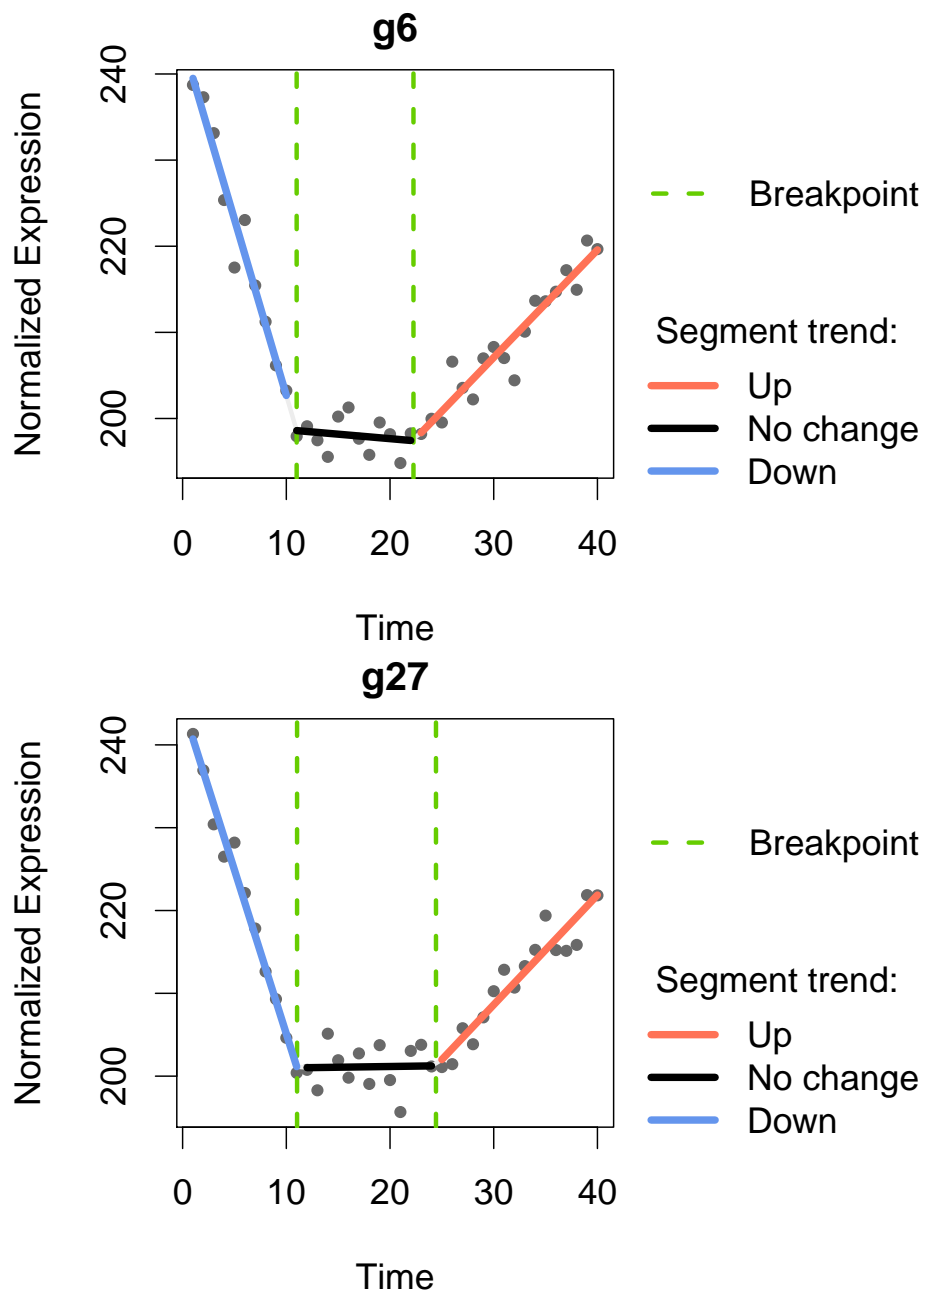 g6
Normalized Expression
240
220
200
0 10 20 30 40
Time
Breakpoint
Segment trend:
Up
No change
Down
g27
Normalized Expression
240
220
200
0 10 20 30 40
Time
Breakpoint
Segment trend:
Up
No change
Down